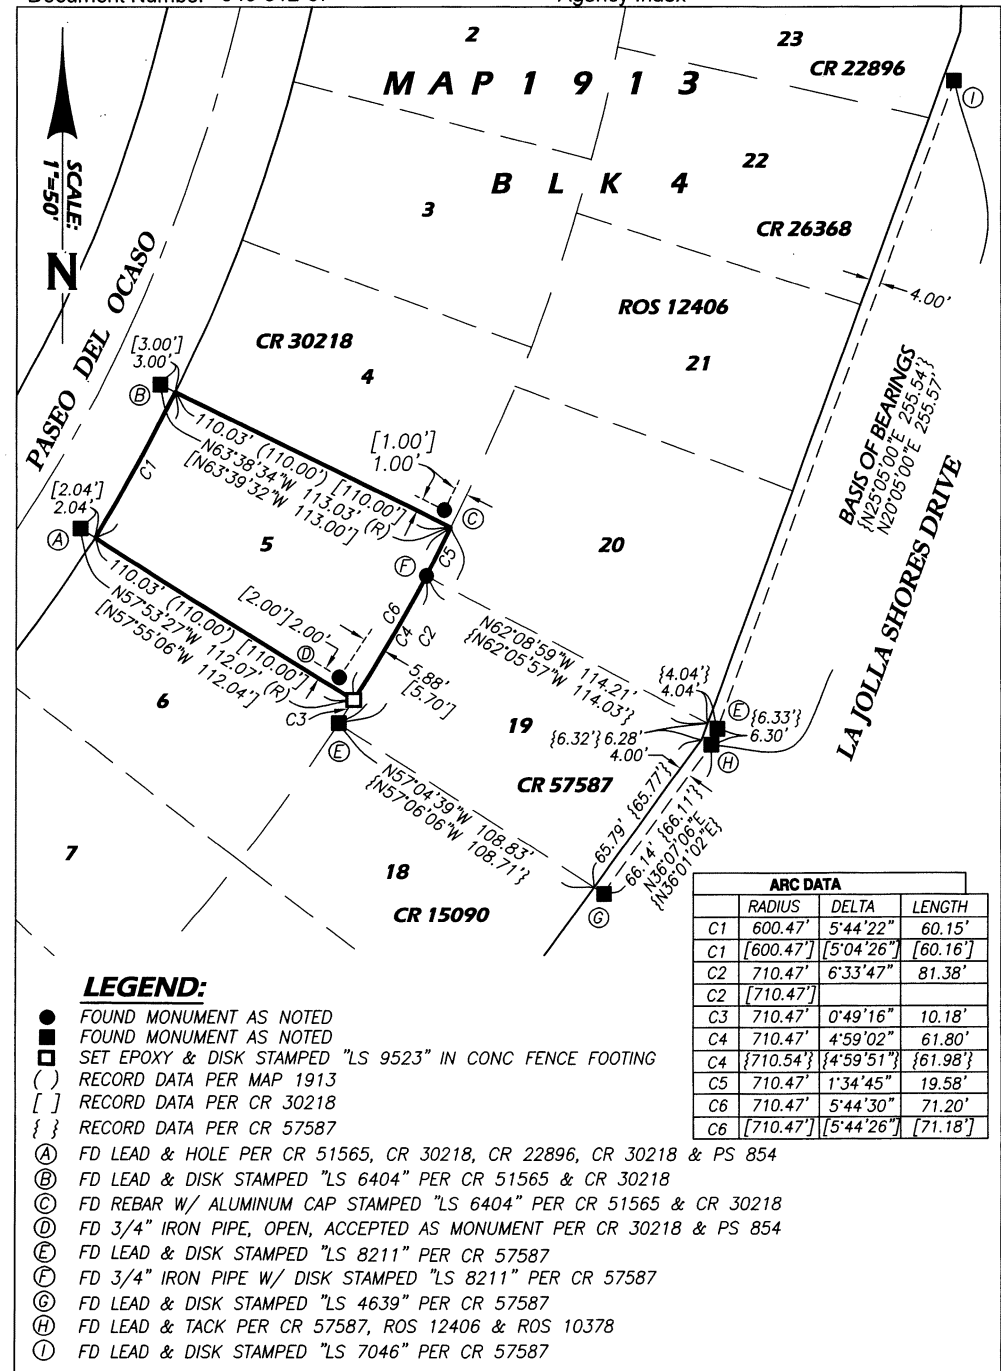 2
23
CR 22896
MAP 1913
I
22
BLK 4
3
SCALE:
1"=50'
CR 26368
N
PASEO DEL OCASO
4.00'
ROS 12406
CR 30218
[3.00']
3.00'
4
21
B
BASIS OF BEARINGS
{N25°05'00"E 255.54'}
N20°05'00"E 255.57'
LA JOLLA SHORES DRIVE
110.03' (110.00') [110.00']
N63°38'34"W 113.03' (R)
[N63°39'32"W 113.00']
[1.00']
1.00'
C1
C
[2.04']
2.04'
A
5
20
F
C5
110.03' (110.00') [110.00']
N57°53'27"W 112.07' (R)
[N57°55'06"W 112.04']
[2.00'] 2.00'
D
C6
C4
C2
N62°08'59"W 114.21'
{N62°05'57"W 114.03'}
5.88'
[5.70']
{4.04'}
4.04'
E
{6.33'}
6.30'
6
C3
E
19
{6.32'} 6.28'
4.00'
H
CR 57587
N57°04'39"W 108.83'
{N57°06'06"W 108.71'}
65.79' {65.77'}
66.14' {66.11'}
N36°07'06"E
{N36°01'02"E}
7
18
CR 15090
G
ARC DATA
RADIUS DELTA LENGTH
C1 600.47' 5°44'22" 60.15'
C1 [600.47'] [5°04'26"] [60.16']
C2 710.47' 6°33'47" 81.38'
C2 [710.47']
C3 710.47' 0°49'16" 10.18'
C4 710.47' 4°59'02" 61.80'
C4 {710.54'} {4°59'51"} {61.98'}
C5 710.47' 1°34'45" 19.58'
C6 710.47' 5°44'30" 71.20'
C6 [710.47'] [5°44'26"] [71.18']
LEGEND:
FOUND MONUMENT AS NOTED
FOUND MONUMENT AS NOTED
SET EPOXY & DISK STAMPED "LS 9523" IN CONC FENCE FOOTING
( ) RECORD DATA PER MAP 1913
[ ] RECORD DATA PER CR 30218
{ } RECORD DATA PER CR 57587
A FD LEAD & HOLE PER CR 51565, CR 30218, CR 22896, CR 30218 & PS 854
B FD LEAD & DISK STAMPED "LS 6404" PER CR 51565 & CR 30218
C FD REBAR W/ ALUMINUM CAP STAMPED "LS 6404" PER CR 51565 & CR 30218
D FD 3/4" IRON PIPE, OPEN, ACCEPTED AS MONUMENT PER CR 30218 & PS 854
E FD LEAD & DISK STAMPED "LS 8211" PER CR 57587
F FD 3/4" IRON PIPE W/ DISK STAMPED "LS 8211" PER CR 57587
G FD LEAD & DISK STAMPED "LS 4639" PER CR 57587
H FD LEAD & TACK PER CR 57587, ROS 12406 & ROS 10378
I FD LEAD & DISK STAMPED "LS 7046" PER CR 57587